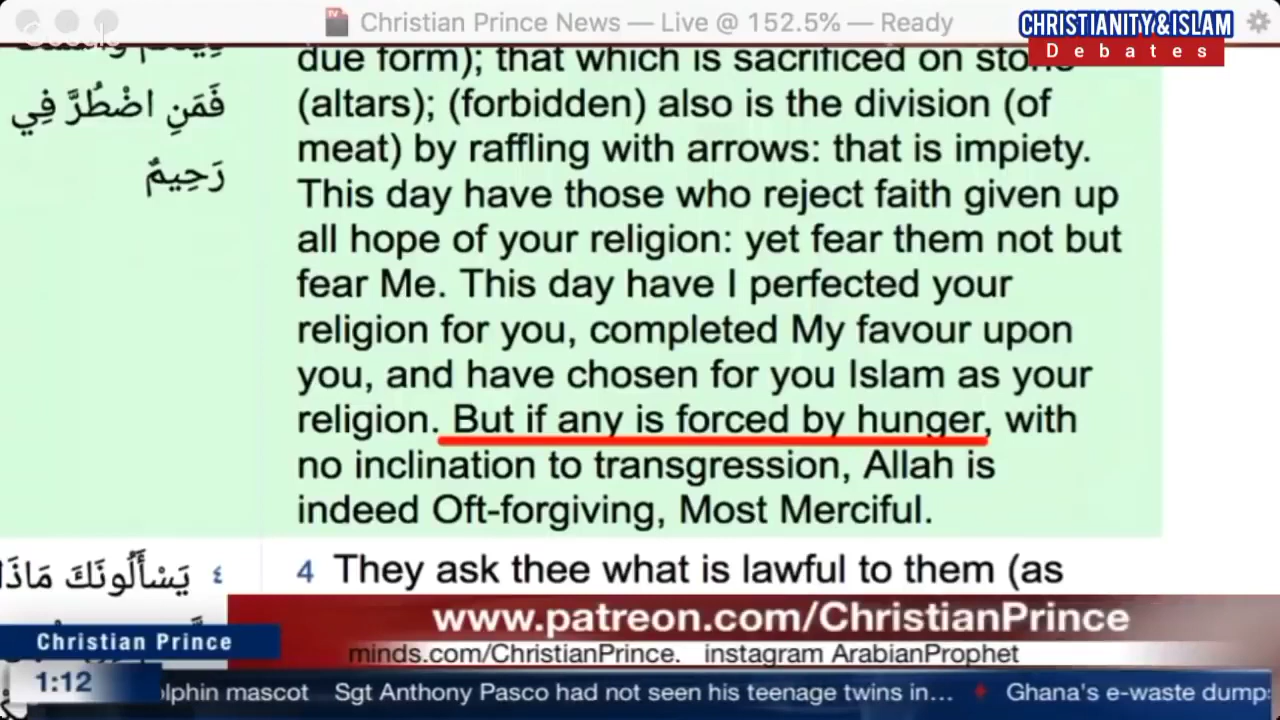 Christian Prince News — Live @ 152.5% — Ready
CHRISTIANITY & ISLAM
Debates
due form); that which is sacrificed on stone
(altars); (forbidden) also is the division (of
meat) by raffling with arrows: that is impiety.
This day have those who reject faith given up
all hope of your religion: yet fear them not but
fear Me. This day have I perfected your
religion for you, completed My favour upon
you, and have chosen for you Islam as your
religion. But if any is forced by hunger, with
no inclination to transgression, Allah is
indeed Oft-forgiving, Most Merciful.
فَمَنِ اضْطُرَّ فِي
رَحِيمٌ
4 They ask thee what is lawful to them (as
٤ يَسْأَلُونَكَ مَاذَا
www.patreon.com/ChristianPrince
Christian Prince
minds.com/ChristianPrince. instagram ArabianProphet
1:12
olphin mascot Sgt Anthony Pasco had not seen his teenage twins in... Ghana's e-waste dump